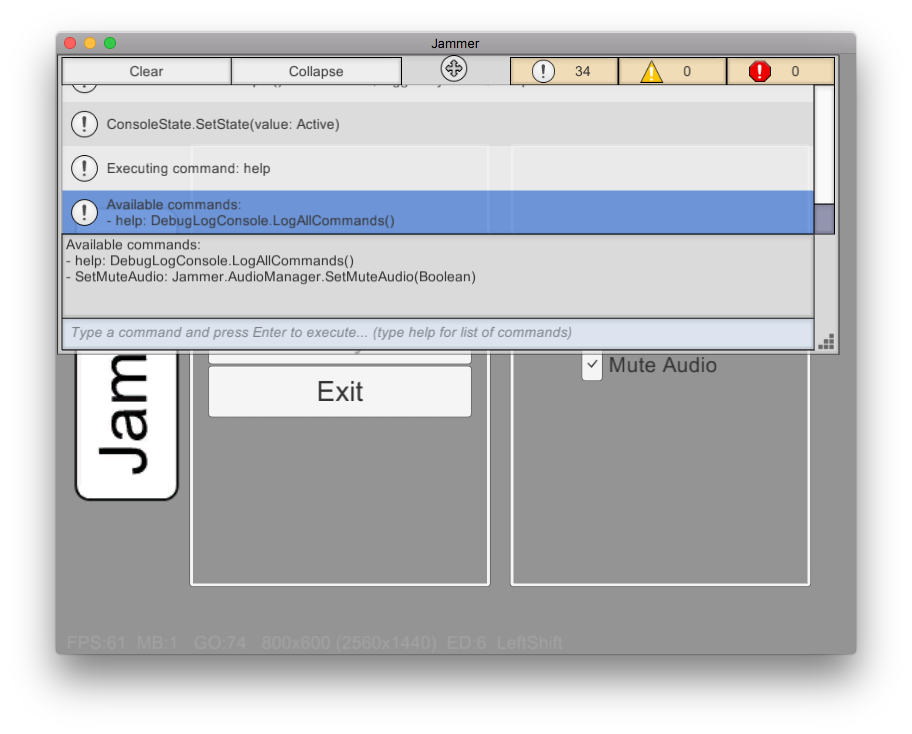 Jammer
Clear
Collapse
34
0
0
ConsoleState.SetState(value: Active)
Executing command: help
Available commands:
- help: DebugLogConsole.LogAllCommands()
Available commands:
- help: DebugLogConsole.LogAllCommands()
- SetMuteAudio: Jammer.AudioManager.SetMuteAudio(Boolean)
Type a command and press Enter to execute... (type help for list of commands)
Jam
Exit
Mute Audio
FPS:61 MB:1 GO:74 800x600 (2560x1440) ED:6 LeftShift